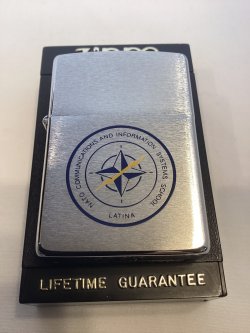 Zippo
NATO COMMUNICATIONS AND INFORMATION SYSTEMS SCHOOL
LATINA
LIFETIME GUARANTEE